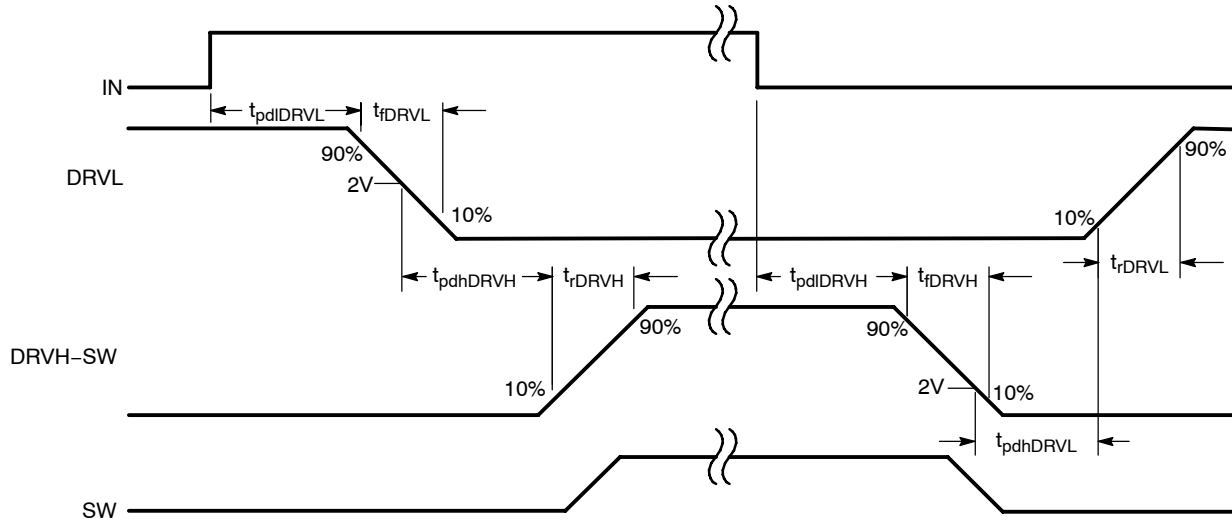 IN
tpdlDRVL
tfDRVL
90%
90%
DRVL
2V
10%
10%
tpdhDRVH
trDRVH
tpdlDRVH
tfDRVH
trDRVL
90%
90%
DRVH–SW
10%
2V
10%
tpdhDRVL
SW